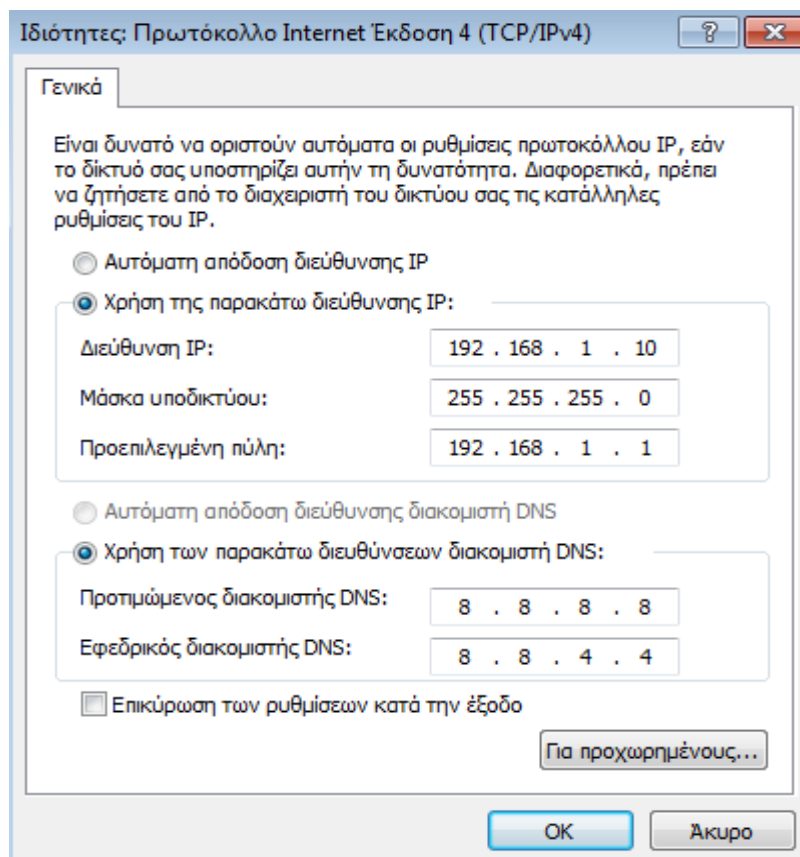 Ιδιότητες: Πρωτόκολλο Internet Έκδοση 4 (TCP/IPv4)
Γενικά
Είναι δυνατό να οριστούν αυτόματα οι ρυθμίσεις πρωτοκόλλου IP, εάν
το δίκτυό σας υποστηρίζει αυτήν τη δυνατότητα. Διαφορετικά, πρέπει
να ζητήσετε από το διαχειριστή του δικτύου σας τις κατάλληλες
ρυθμίσεις του IP.
Αυτόματη απόδοση διεύθυνσης IP
Χρήση της παρακάτω διεύθυνσης IP:
Διεύθυνση IP: 192 . 168 . 1 . 10
Μάσκα υποδικτύου: 255 . 255 . 255 . 0
Προεπιλεγμένη πύλη: 192 . 168 . 1 . 1
Αυτόματη απόδοση διεύθυνσης διακομιστή DNS
Χρήση των παρακάτω διευθύνσεων διακομιστή DNS:
Προτιμώμενος διακομιστής DNS: 8 . 8 . 8 . 8
Εφεδρικός διακομιστής DNS: 8 . 8 . 4 . 4
Επικύρωση των ρυθμίσεων κατά την έξοδο
Για προχωρημένους...
OK Άκυρο